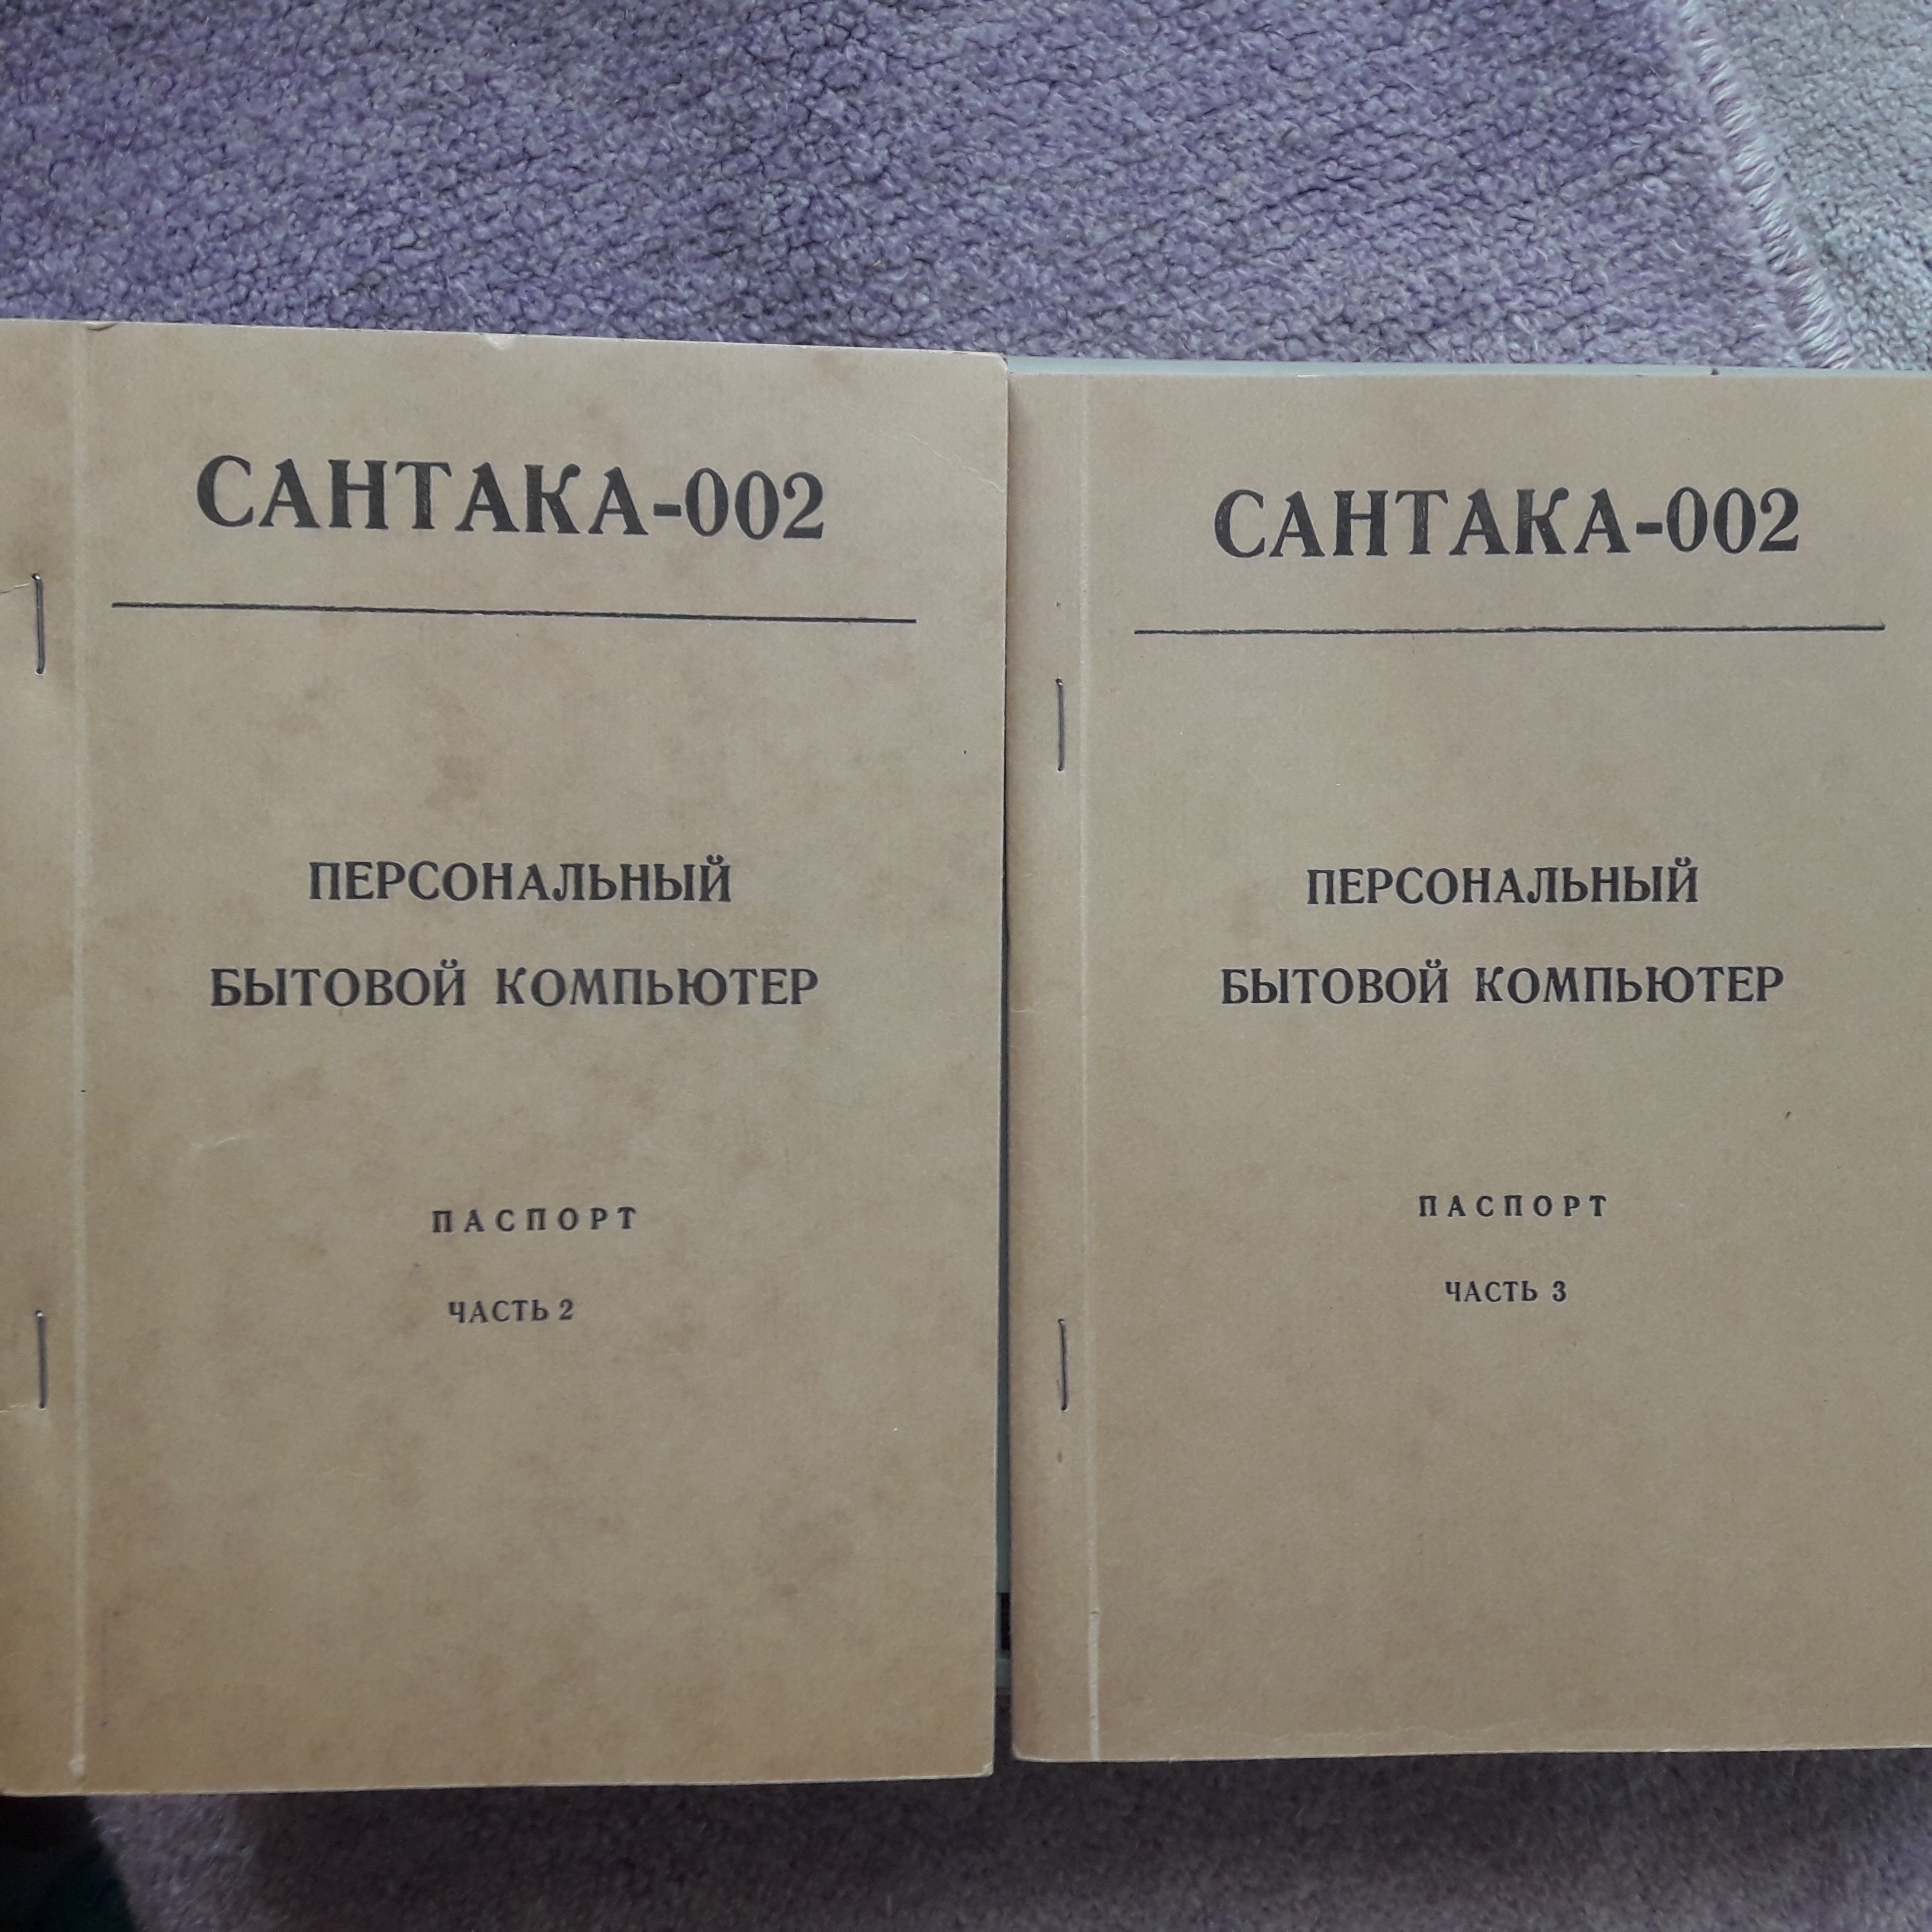 САНТАКА-002
ПЕРСОНАЛЬНЫЙ
БЫТОВОЙ КОМПЬЮТЕР
ПАСПОРТ
ЧАСТЬ 2
САНТАКА-002
ПЕРСОНАЛЬНЫЙ
БЫТОВОЙ КОМПЬЮТЕР
ПАСПОРТ
ЧАСТЬ 3